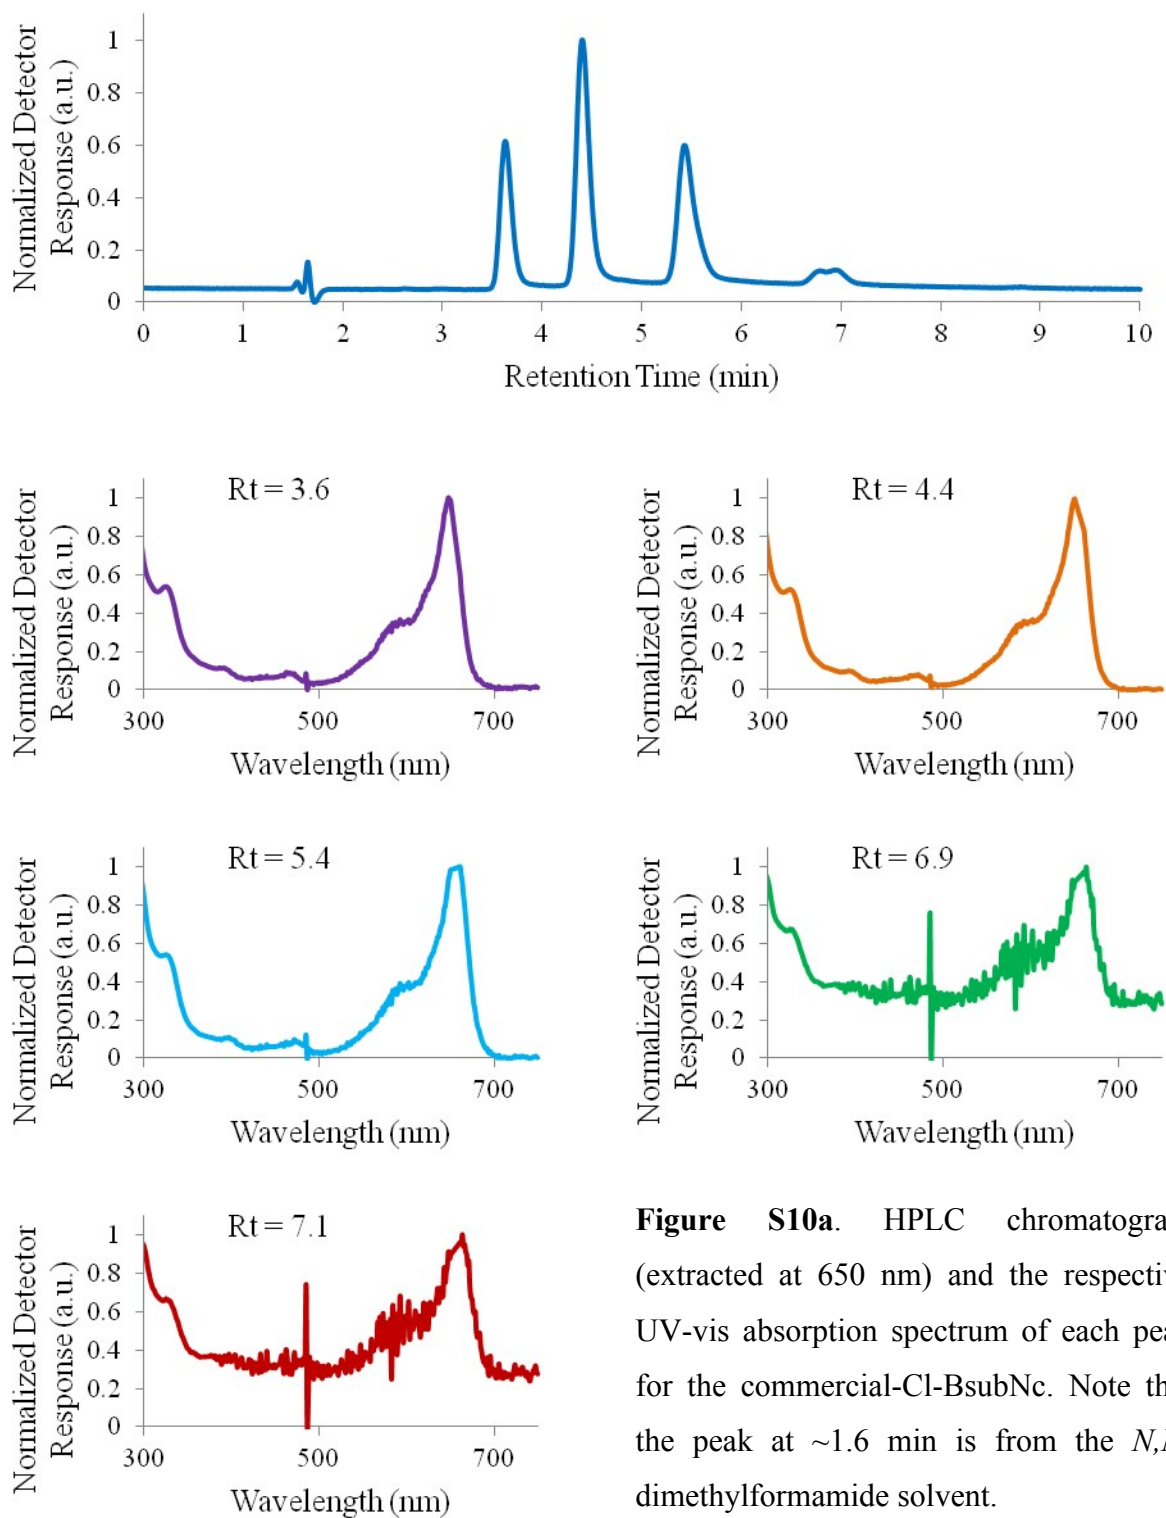 Normalized Detector
Response (a.u.)
1
0.8
0.6
0.4
0.2
0
0 1 2 3 4 5 6 7 8 9 10
Retention Time (min)
Rt = 3.6
Normalized Detector
Response (a.u.)
1
0.8
0.6
0.4
0.2
0
300 500 700
Wavelength (nm)
Rt = 4.4
Normalized Detector
Response (a.u.)
1
0.8
0.6
0.4
0.2
0
300 500 700
Wavelength (nm)
Rt = 5.4
Normalized Detector
Response (a.u.)
1
0.8
0.6
0.4
0.2
0
300 500 700
Wavelength (nm)
Rt = 6.9
Normalized Detector
Response (a.u.)
1
0.8
0.6
0.4
0.2
0
300 500 700
Wavelength (nm)
Rt = 7.1
Normalized Detector
Response (a.u.)
1
0.8
0.6
0.4
0.2
0
300 500 700
Wavelength (nm)
Figure S10a. HPLC chromatogra
(extracted at 650 nm) and the respectiv
UV-vis absorption spectrum of each pea
for the commercial-Cl-BsubNc. Note th
the peak at ~1.6 min is from the N,
dimethylformamide solvent.